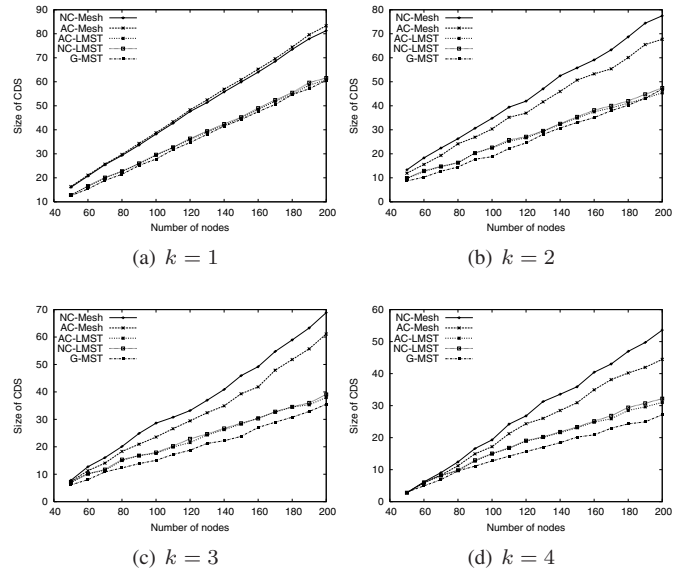 Size of CDS
90
80
70
60
50
40
30
20
10
NC-Mesh
AC-Mesh
AC-LMST
NC-LMST
G-MST
40 60 80 100 120 140 160 180 200
Number of nodes
(a) k = 1
Size of CDS
80
70
60
50
40
30
20
10
0
NC-Mesh
AC-Mesh
AC-LMST
NC-LMST
G-MST
40 60 80 100 120 140 160 180 200
Number of nodes
(b) k = 2
Size of CDS
70
60
50
40
30
20
10
0
NC-Mesh
AC-Mesh
AC-LMST
NC-LMST
G-MST
40 60 80 100 120 140 160 180 200
Number of nodes
(c) k = 3
Size of CDS
60
50
40
30
20
10
0
NC-Mesh
AC-Mesh
AC-LMST
NC-LMST
G-MST
40 60 80 100 120 140 160 180 200
Number of nodes
(d) k = 4